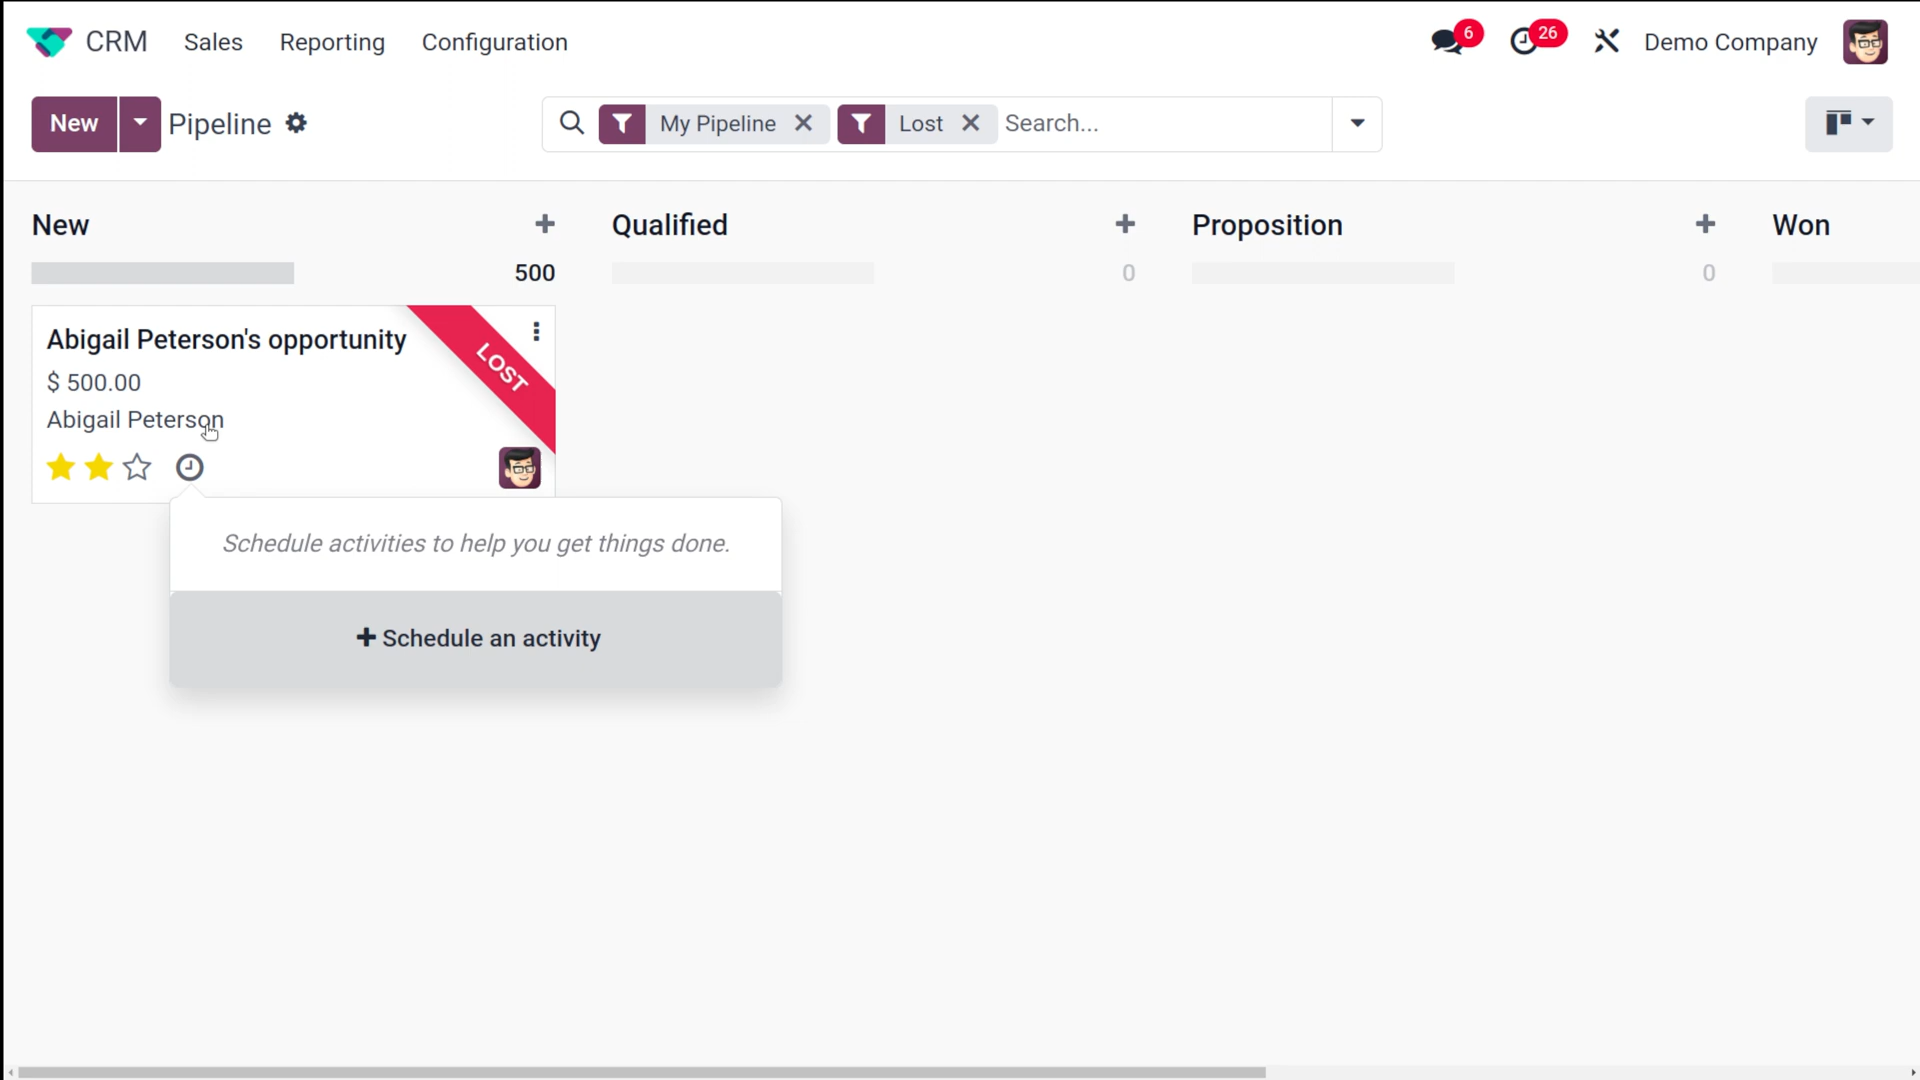 CRM Sales Reporting Configuration 6 26 Demo Company
New Pipeline My Pipeline Lost Search...
New Qualified Proposition Won
500 0 0
Abigail Peterson's opportunity
LOST
$ 500.00
Abigail Peterson
Schedule activities to help you get things done.
Schedule an activity